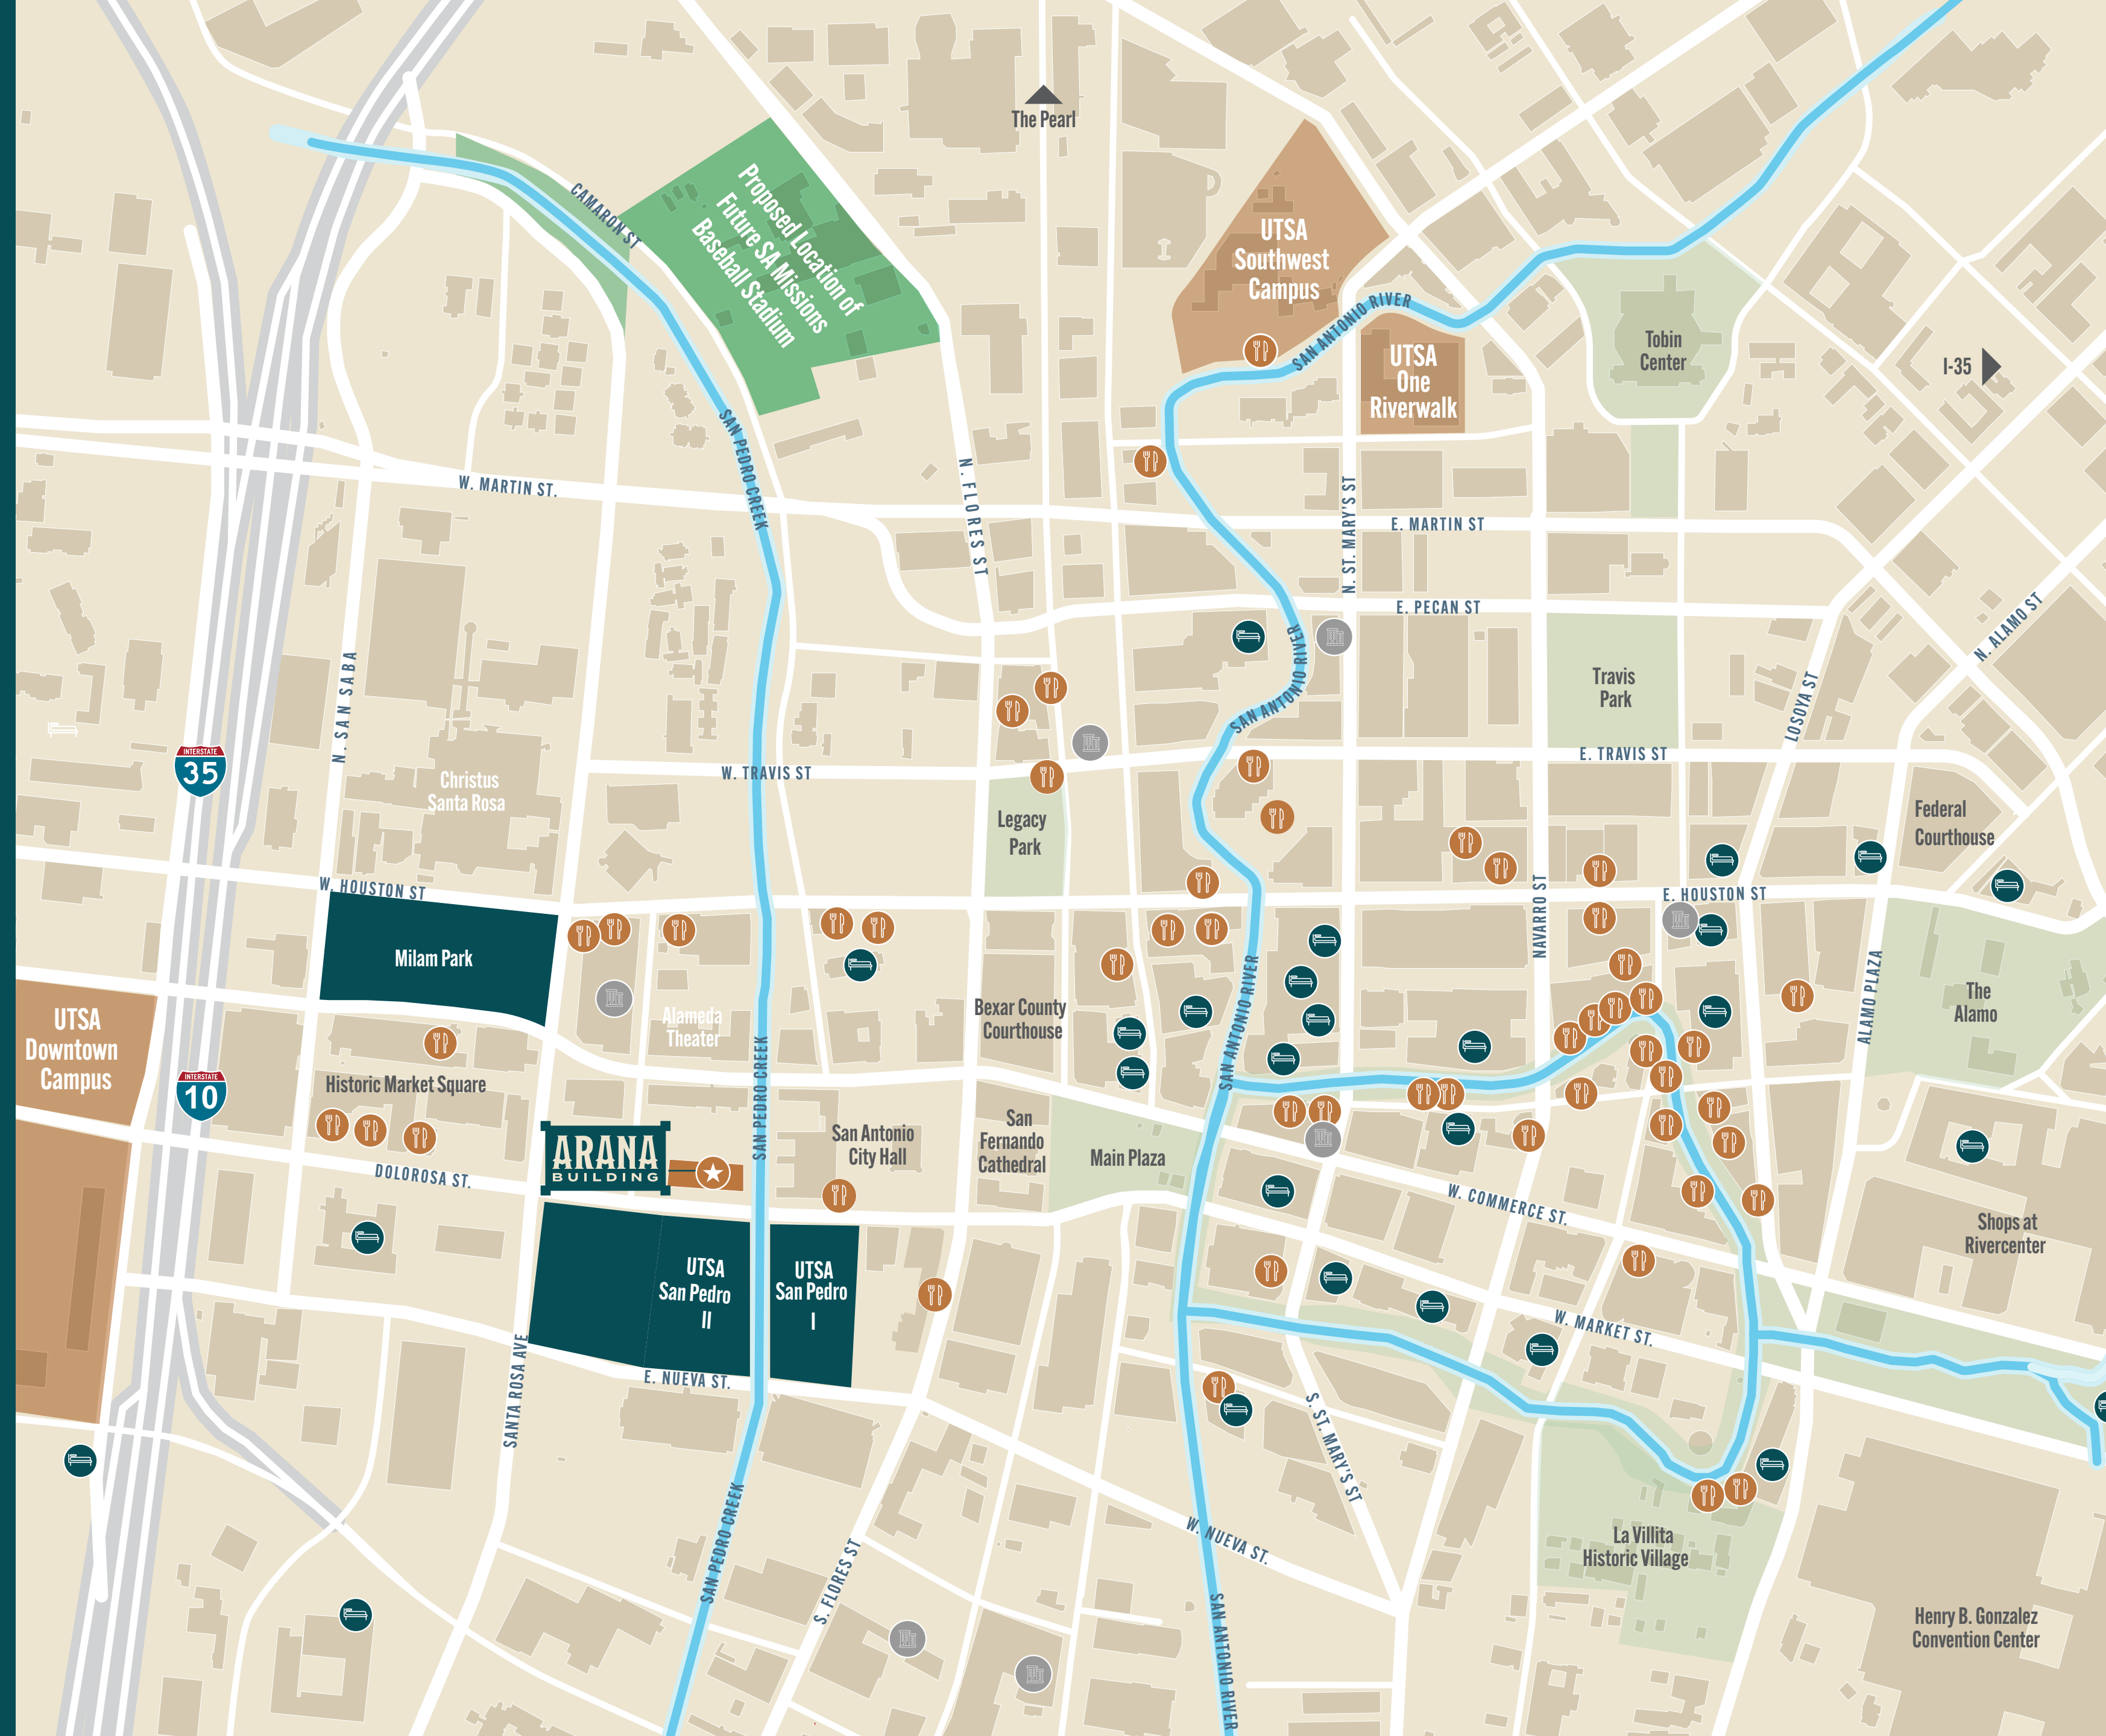 The Pearl
CAMARON ST
Proposed Location of
Future SA Missions
Baseball Stadium
UTSA
Southwest
Campus
SAN ANTONIO RIVER
UTSA
One
Riverwalk
Tobin
Center
I-35
SAN PEDRO CREEK
N. FLORES ST
W. MARTIN ST.
N. ST. MARY'S ST
E. MARTIN ST
E. PECAN ST
N. ALAMO ST
SAN ANTONIO RIVER
SAN ANTONIO RIVER
Travis
Park
LOSOYA ST
N. SAN SABA
INTERSTATE
35
Christus
Santa Rosa
W. TRAVIS ST
E. TRAVIS ST
Legacy
Park
Federal
Courthouse
W. HOUSTON ST
E. HOUSTON ST
NAVARRO ST
Milam Park
ALAMO PLAZA
The
Alamo
UTSA
Downtown
Campus
Alameda
Theater
Bexar County
Courthouse
SAN ANTONIO RIVER
SAN PEDRO CREEK
Historic Market Square
INTERSTATE
10
ARANA
BUILDING
San Antonio
City Hall
San
Fernando
Cathedral
Main Plaza
DOLOROSA ST.
W. COMMERCE ST.
Shops at
Rivercenter
UTSA
San Pedro
II
UTSA
San Pedro
I
W. MARKET ST.
SANTA ROSA AVE
E. NUEVA ST.
S. ST. MARY'S ST
SAN PEDRO CREEK
S. FLORES ST
W. NUEVA ST.
La Villita
Historic Village
SAN ANTONIO RIVER
Henry B. Gonzalez
Convention Center